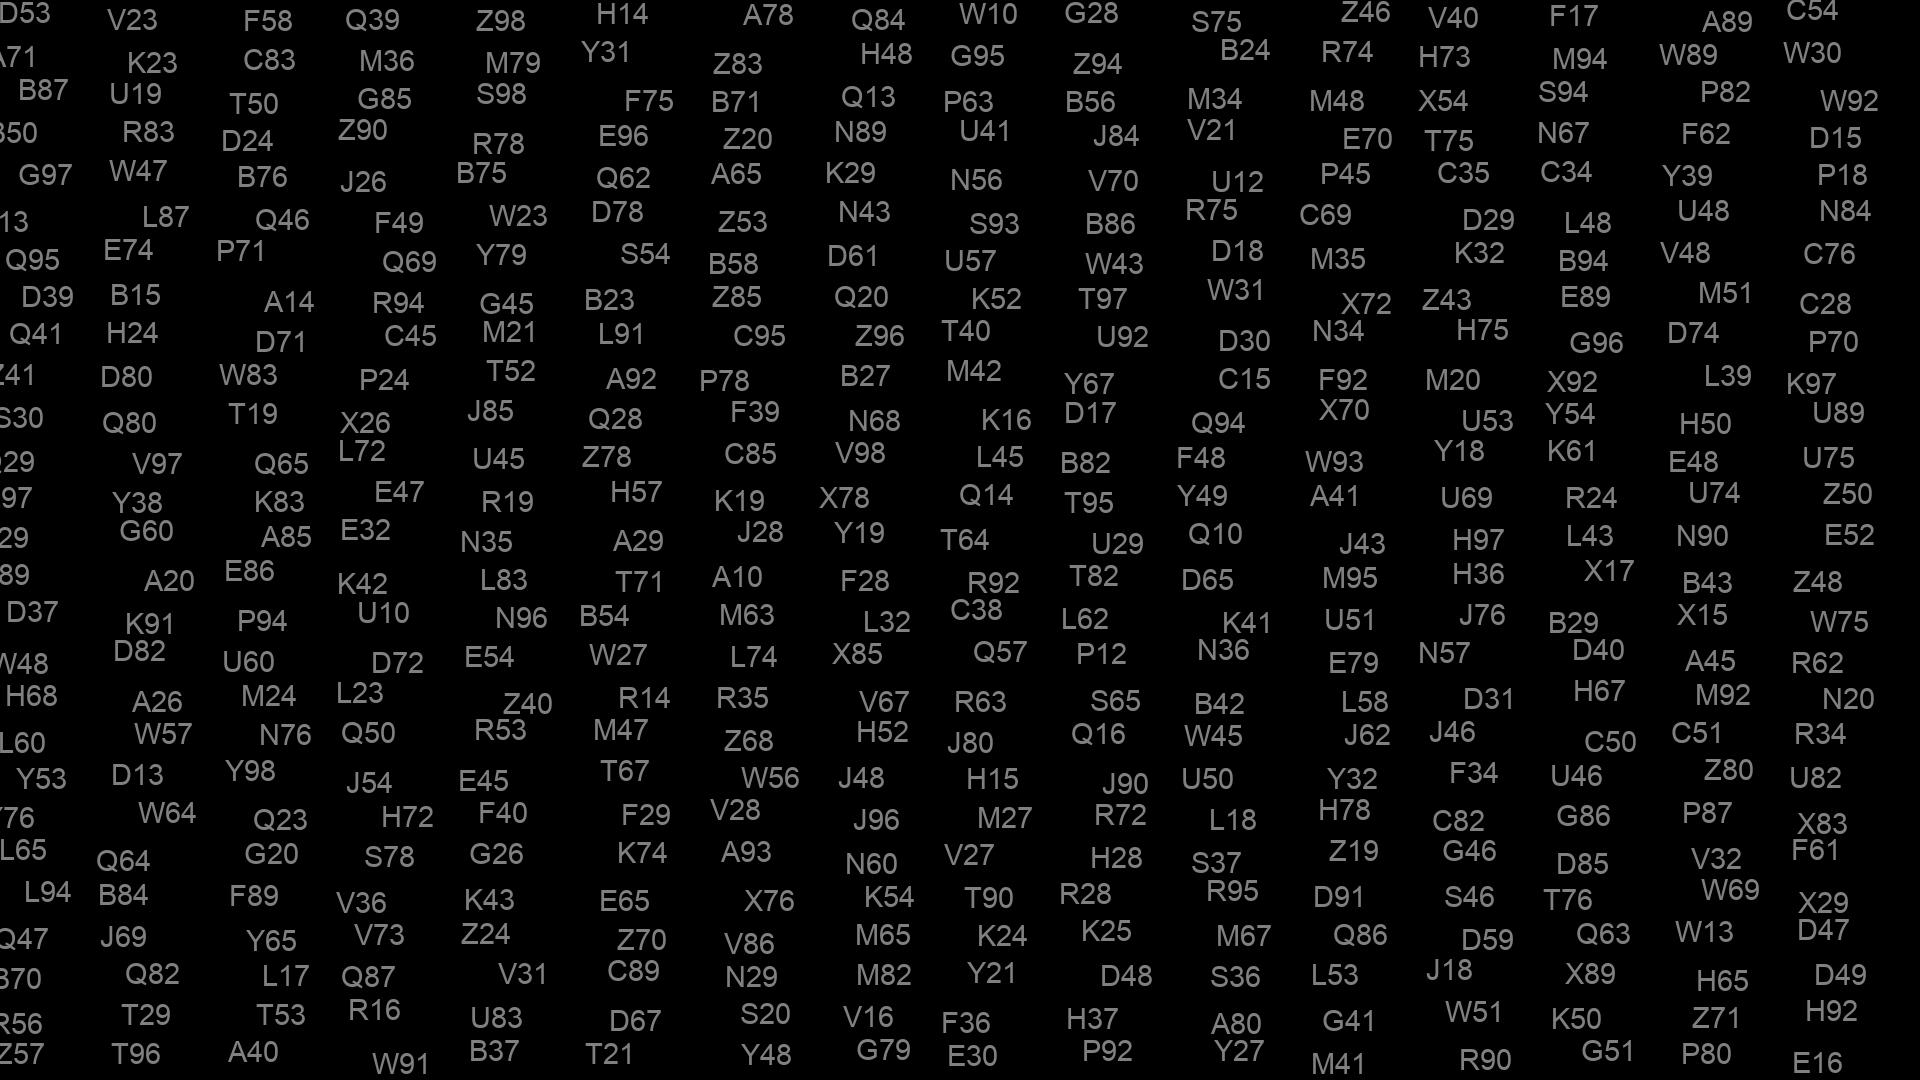 D53 V23 F58 Q39 Z98 H14 A78 Q84 W10 G28 S75 Z46 V40 F17 A89 C54
A71 K23 C83 M36 M79 Y31 Z83 H48 G95 Z94 B24 R74 H73 M94 W89 W30
B87 U19 T50 G85 S98 F75 B71 Q13 P63 B56 M34 M48 X54 S94 P82 W92
R83 D24 Z90 R78 E96 Z20 N89 U41 J84 V21 E70 T75 N67 F62 D15
G97 W47 B76 J26 B75 Q62 A65 K29 N56 V70 U12 P45 C35 C34 Y39 P18
L87 Q46 F49 W23 D78 Z53 N43 S93 B86 R75 C69 D29 L48 U48 N84
Q95 E74 P71 Q69 Y79 S54 B58 D61 U57 W43 D18 M35 K32 B94 V48 C76
D39 B15 A14 R94 G45 B23 Z85 Q20 K52 T97 W31 X72 Z43 E89 M51 C28
Q41 H24 D71 C45 M21 L91 C95 Z96 T40 U92 D30 N34 H75 G96 D74 P70
Z41 D80 W83 P24 T52 A92 P78 B27 M42 Y67 C15 F92 M20 X92 L39 K97
S30 Q80 T19 X26 J85 Q28 F39 N68 K16 D17 Q94 X70 U53 Y54 H50 U89
V97 Q65 L72 U45 Z78 C85 V98 L45 B82 F48 W93 Y18 K61 E48 U75
Y38 K83 E47 R19 H57 K19 X78 Q14 T95 Y49 A41 U69 R24 U74 Z50
G60 A85 E32 N35 A29 J28 Y19 T64 U29 Q10 J43 H97 L43 N90 E52
A20 E86 K42 L83 T71 A10 F28 R92 T82 D65 M95 H36 X17 B43 Z48
D37 K91 P94 U10 N96 B54 M63 L32 C38 L62 K41 U51 J76 B29 X15 W75
W48 D82 U60 D72 E54 W27 L74 X85 Q57 P12 N36 E79 N57 D40 A45 R62
H68 A26 M24 L23 Z40 R14 R35 V67 R63 S65 B42 L58 D31 H67 M92 N20
L60 W57 N76 Q50 R53 M47 Z68 H52 J80 Q16 W45 J62 J46 C50 C51 R34
Y53 D13 Y98 J54 E45 T67 W56 J48 H15 J90 U50 Y32 F34 U46 Z80 U82
W64 Q23 H72 F40 F29 V28 J96 M27 R72 L18 H78 C82 G86 P87 X83
L65 Q64 G20 S78 G26 K74 A93 N60 V27 H28 S37 Z19 G46 D85 V32 F61
L94 B84 F89 V36 K43 E65 X76 K54 T90 R28 R95 D91 S46 T76 W69 X29
Q47 J69 Y65 V73 Z24 Z70 V86 M65 K24 K25 M67 Q86 D59 Q63 W13 D47
B70 Q82 L17 Q87 V31 C89 N29 M82 Y21 D48 S36 L53 J18 X89 H65 D49
R56 T29 T53 R16 U83 D67 S20 V16 F36 H37 A80 G41 W51 K50 Z71 H92
Z57 T96 A40 W91 B37 T21 Y48 G79 E30 P92 Y27 M41 R90 G51 P80 E16